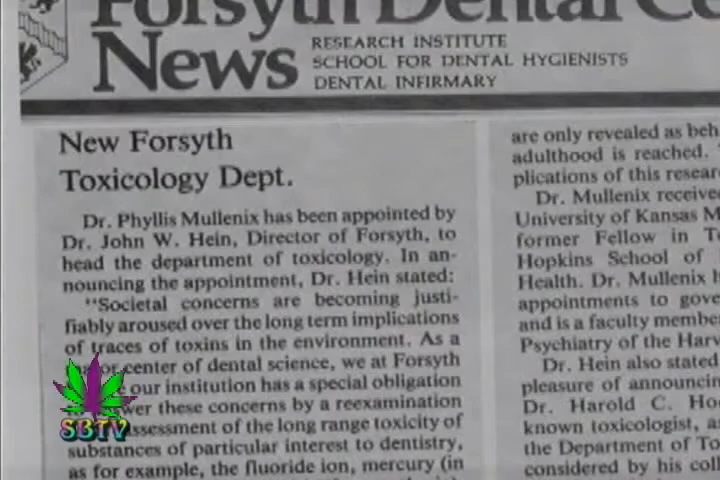 Forsyth Dental
News
RESEARCH INSTITUTE
SCHOOL FOR DENTAL HYGIENISTS
DENTAL INFIRMARY
New Forsyth
Toxicology Dept.
Dr. Phyllis Mullenix has been appointed by
Dr. John W. Hein, Director of Forsyth, to
head the department of toxicology. In an-
nouncing the appointment, Dr. Hein stated:
"Societal concerns are becoming justi-
fiably aroused over the long term implications
of traces of toxins in the environment. As a
center of dental science, we at Forsyth
our institution has a special obligation
these concerns by a reexamination
of the long range toxicity of
substances of particular interest to dentistry,
as for example, the fluoride ion, mercury (in
are only revealed as beh
adulthood is reached.
plications of this resear
Dr. Mullenix receive
University of Kansas M
former Fellow in T
Hopkins School of
Health. Dr. Mullenix h
appointments to gove
and is a faculty membe
Psychiatry of the Har
Dr. Hein also stated
pleasure of announcin
Dr. Harold C. Ho
known toxicologist, a
the Department of To
considered by his coll
S3TV